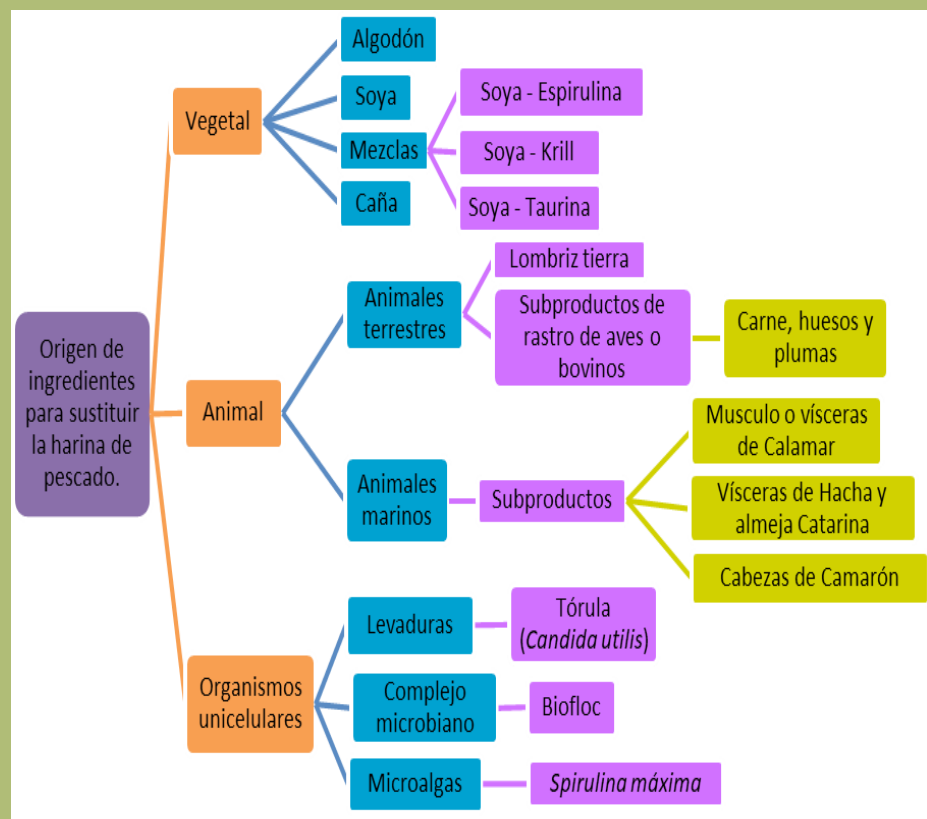 Origen de
ingredientes
para sustituir
la harina de
pescado.
Vegetal
Algodón
Soya
Mezclas
Soya - Espirulina
Soya - Krill
Soya - Taurina
Caña
Animal
Animales
terrestres
Lombriz tierra
Subproductos de
rastro de aves o
bovinos
Carne, huesos y
plumas
Animales
marinos
Subproductos
Musculo o vísceras
de Calamar
Vísceras de Hacha y
almeja Catarina
Cabezas de Camarón
Organismos
unicelulares
Levaduras
Tórula
(Candida utilis)
Complejo
microbiano
Biofloc
Microalgas
Spirulina máxima